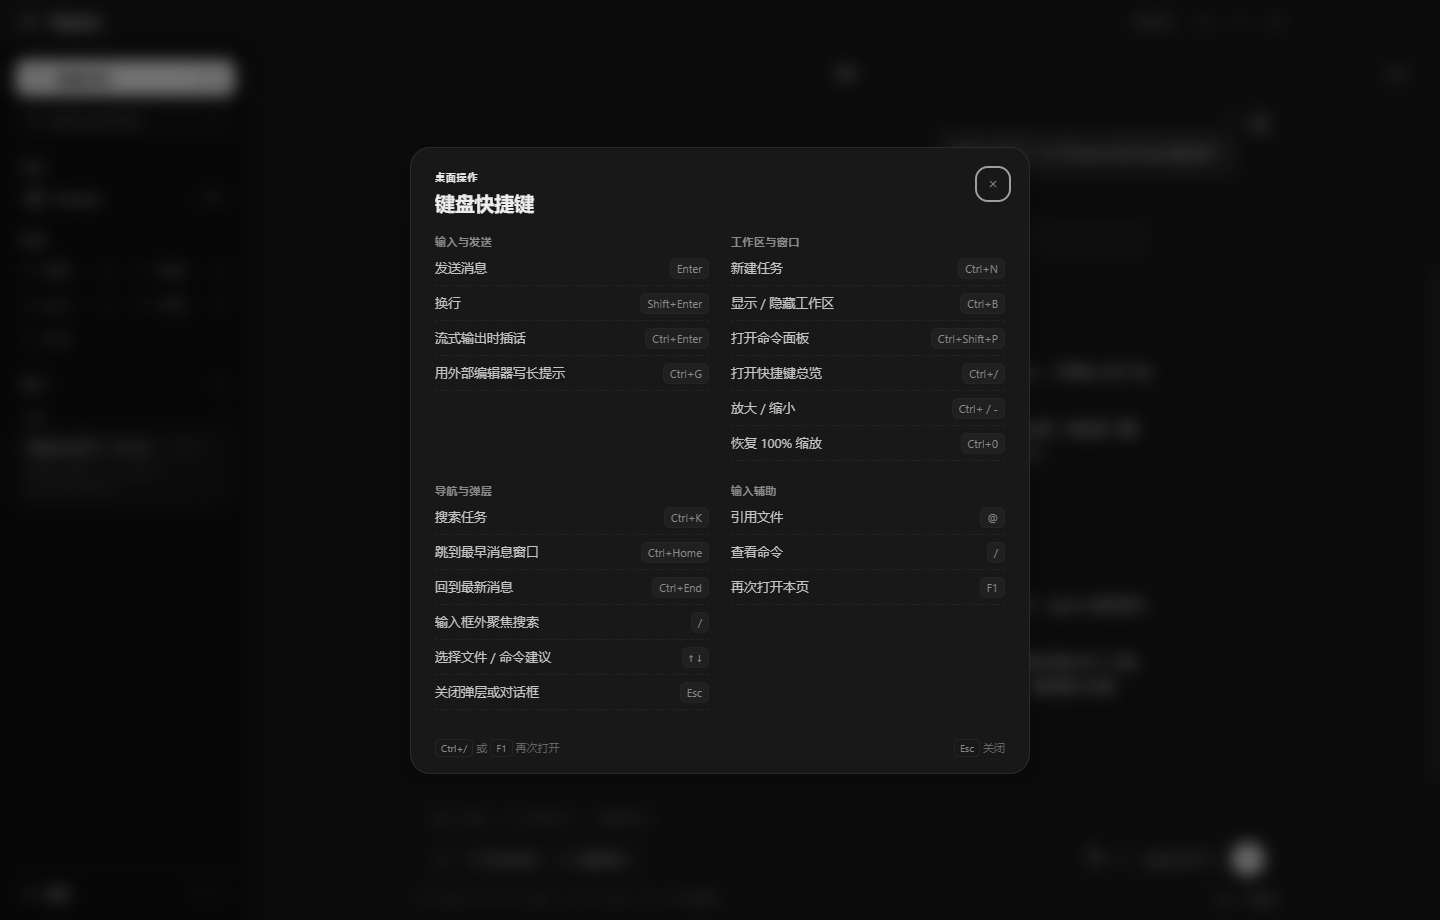 桌面操作
键盘快捷键
输入与发送
发送消息 Enter
换行 Shift+Enter
流式输出时插话 Ctrl+Enter
用外部编辑器写长提示 Ctrl+G
工作区与窗口
新建任务 Ctrl+N
显示 / 隐藏工作区 Ctrl+B
打开命令面板 Ctrl+Shift+P
打开快捷键总览 Ctrl+/
放大 / 缩小 Ctrl+ / -
恢复 100% 缩放 Ctrl+0
导航与弹层
搜索任务 Ctrl+K
跳到最早消息窗口 Ctrl+Home
回到最新消息 Ctrl+End
输入框外聚焦搜索 /
选择文件 / 命令建议 ↑↓
关闭弹层或对话框 Esc
输入辅助
引用文件 @
查看命令 /
再次打开本页 F1
Ctrl+/ 或 F1 再次打开
Esc 关闭